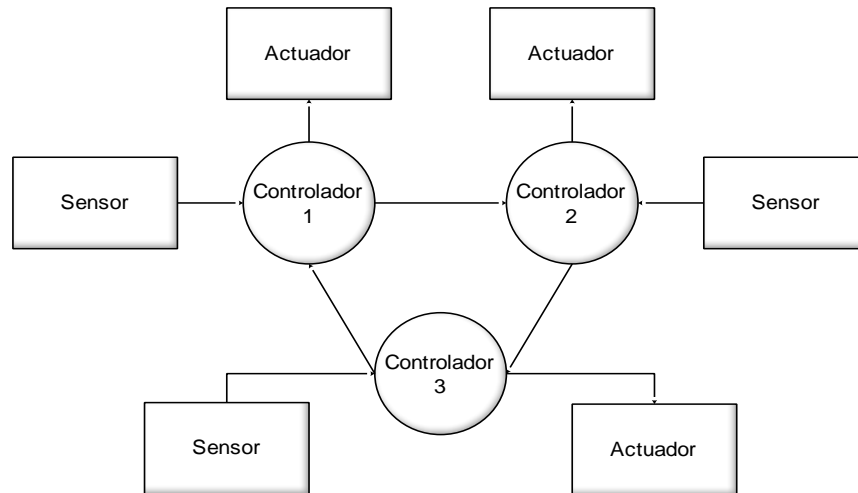 Actuador
Actuador
Sensor
Controlador
1
Controlador
2
Sensor
Controlador
3
Sensor
Actuador